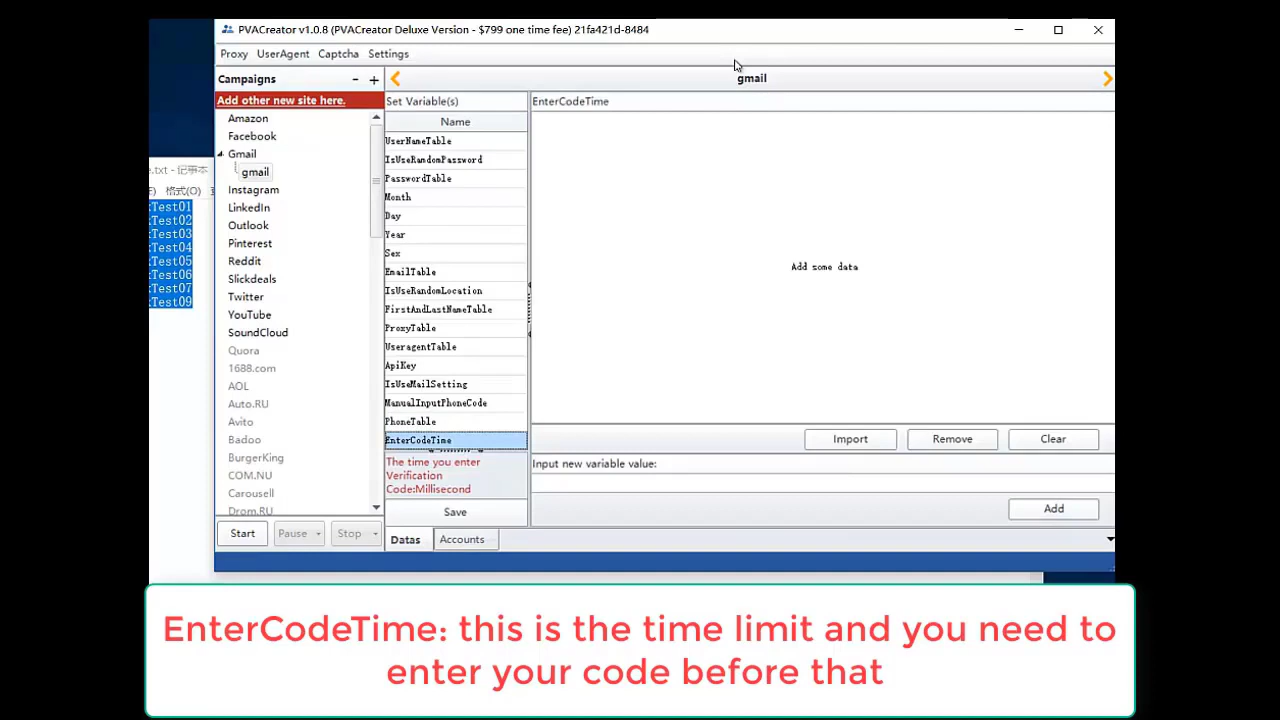 PVACreator v1.0.8 (PVACreator Deluxe Version - $799 one time fee) 21fa421d-8484
Proxy UserAgent Captcha Settings
Campaigns - +
gmail
Add other new site here.
Amazon
Facebook
Gmail
gmail
Instagram
LinkedIn
Outlook
Pinterest
Reddit
Slickdeals
Twitter
YouTube
SoundCloud
Quora
1688.com
AOL
Auto.RU
Avito
Badoo
BurgerKing
COM.NU
Carousell
Drom.RU
Start Pause Stop
Set Variable(s)
Name
UserNameTable
IsUseRandomPassword
PasswordTable
Month
Day
Year
Sex
EmailTable
IsUseRandomLocation
FirstAndLastNameTable
ProxyTable
UseragentTable
ApiKey
IsUseMailSetting
ManualInputPhoneCode
PhoneTable
EnterCodeTime
The time you enter
Verification
Code:Millisecond
Save
Datas Accounts
EnterCodeTime
Add some data
Import Remove Clear
Input new variable value:
Add
.txt - 记事本
格式(O)
Test01
Test02
Test03
Test04
Test05
Test06
Test07
Test09
EnterCodeTime: this is the time limit and you need to
enter your code before that